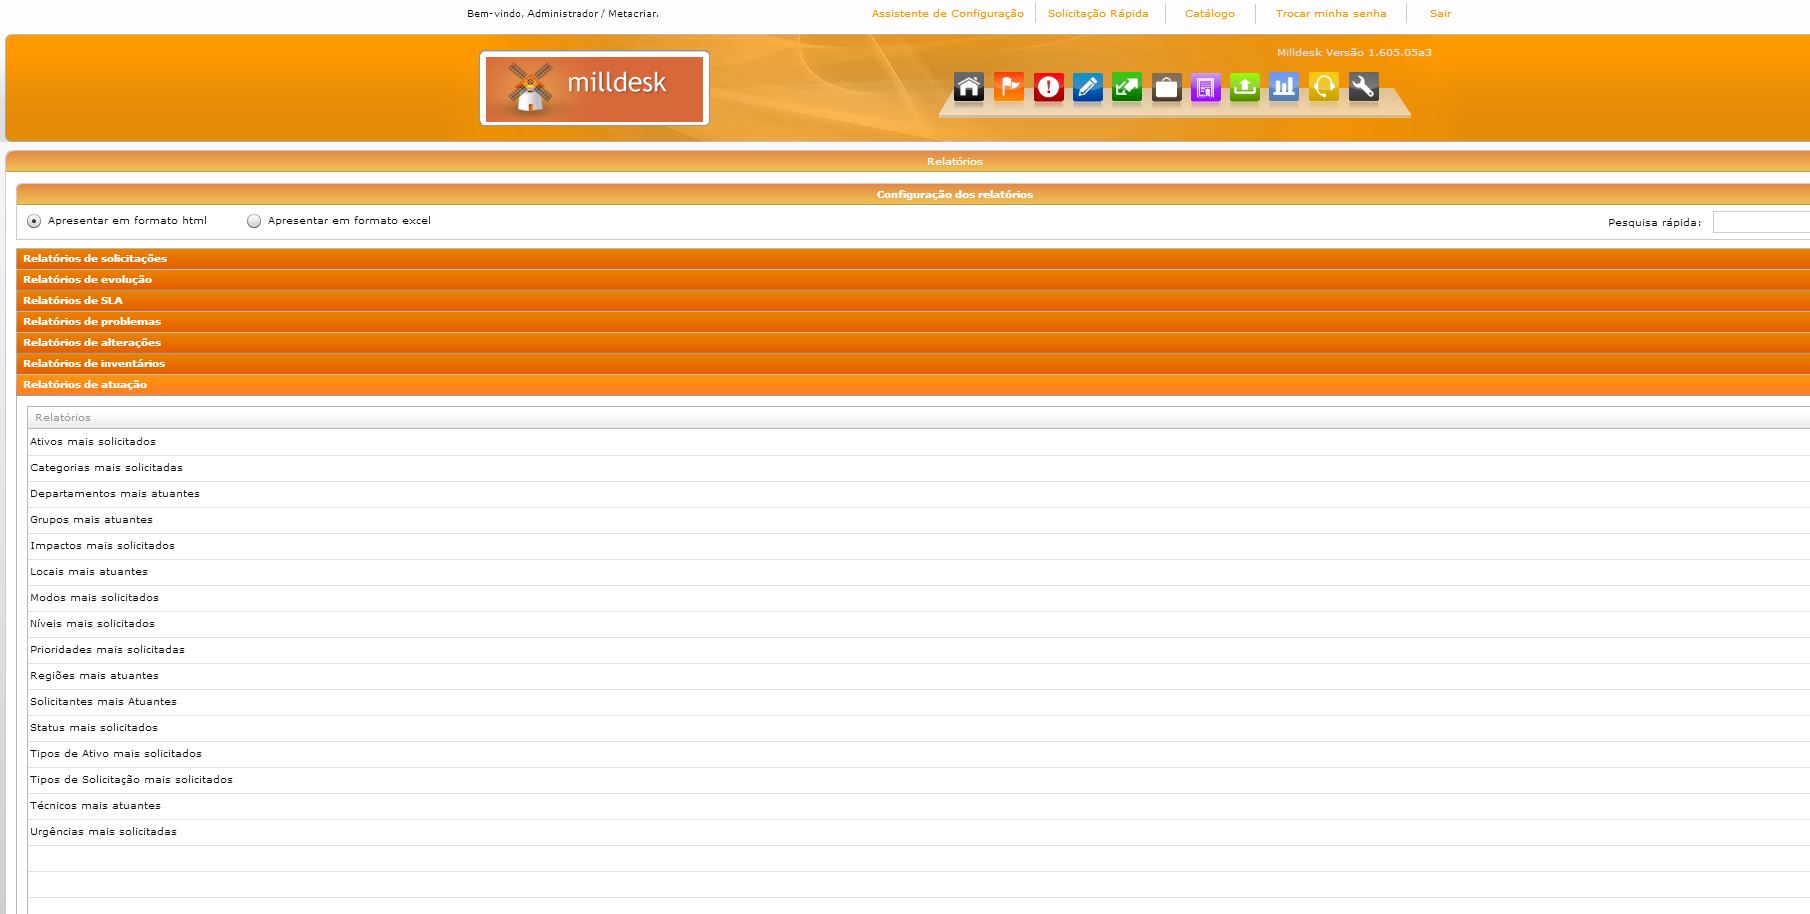 Bem-vindo, Administrador / Metacriar.
Assistente de Configuração
Solicitação Rápida
Catálogo
Trocar minha senha
Sair
milldesk
Milldesk Versão 1.605.05a3
Relatórios
Configuração dos relatórios
Apresentar em formato html
Apresentar em formato excel
Pesquisa rápida:
Relatórios de solicitações
Relatórios de evolução
Relatórios de SLA
Relatórios de problemas
Relatórios de alterações
Relatórios de inventários
Relatórios de atuação
Relatórios
Ativos mais solicitados
Categorias mais solicitadas
Departamentos mais atuantes
Grupos mais atuantes
Impactos mais solicitados
Locais mais atuantes
Modos mais solicitados
Níveis mais solicitados
Prioridades mais solicitadas
Regiões mais atuantes
Solicitantes mais Atuantes
Status mais solicitados
Tipos de Ativo mais solicitados
Tipos de Solicitação mais solicitados
Técnicos mais atuantes
Urgências mais solicitadas